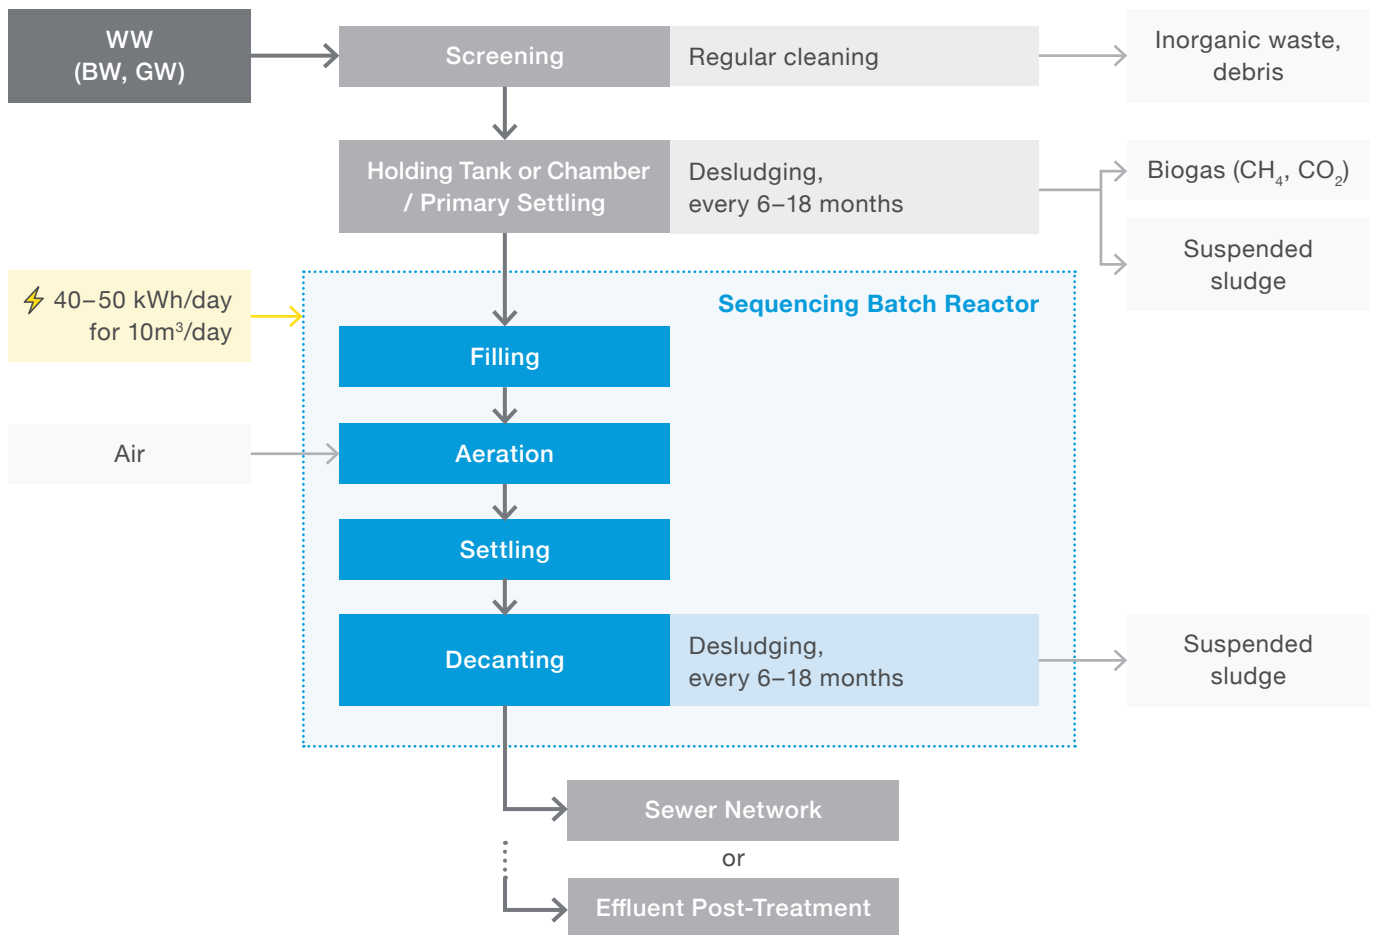 WW
(BW, GW)
Screening
Regular cleaning
Inorganic waste,
debris
Holding Tank or Chamber
/ Primary Settling
Desludging,
every 6–18 months
Biogas (CH₄, CO₂)
Suspended
sludge
40–50 kWh/day
for 10m³/day
Sequencing Batch Reactor
Filling
Air
Aeration
Settling
Decanting
Desludging,
every 6–18 months
Suspended
sludge
Sewer Network
or
Effluent Post-Treatment